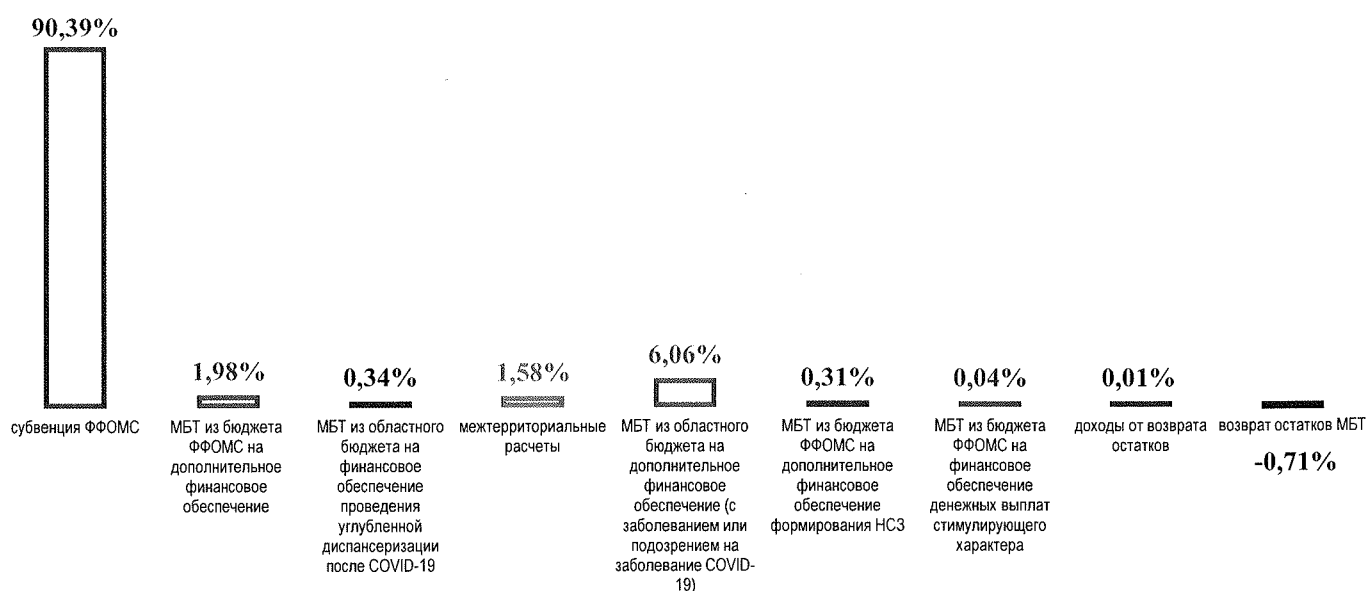 90,39%
1,98%
0,34%
1,58%
6,06%
0,31%
0,04%
0,01%
субвенция ФФОМС
МБТ из бюджета
ФФОМС на
дополнительное
финансовое
обеспечение
МБТ из областного
бюджета на
финансовое
обеспечение
проведения
углубленной
диспансеризации
после COVID-19
межтерриториальные
расчеты
МБТ из областного
бюджета на
дополнительное
финансовое
обеспечение (с
заболеванием или
подозрением на
заболевание COVID-
19)
МБТ из бюджета
ФФОМС на
дополнительное
финансовое
обеспечение
формирования НСЗ
МБТ из бюджета
ФФОМС на
финансовое
обеспечение
денежных выплат
стимулирующего
характера
доходы от возврата
остатков
возврат остатков МБТ
-0,71%